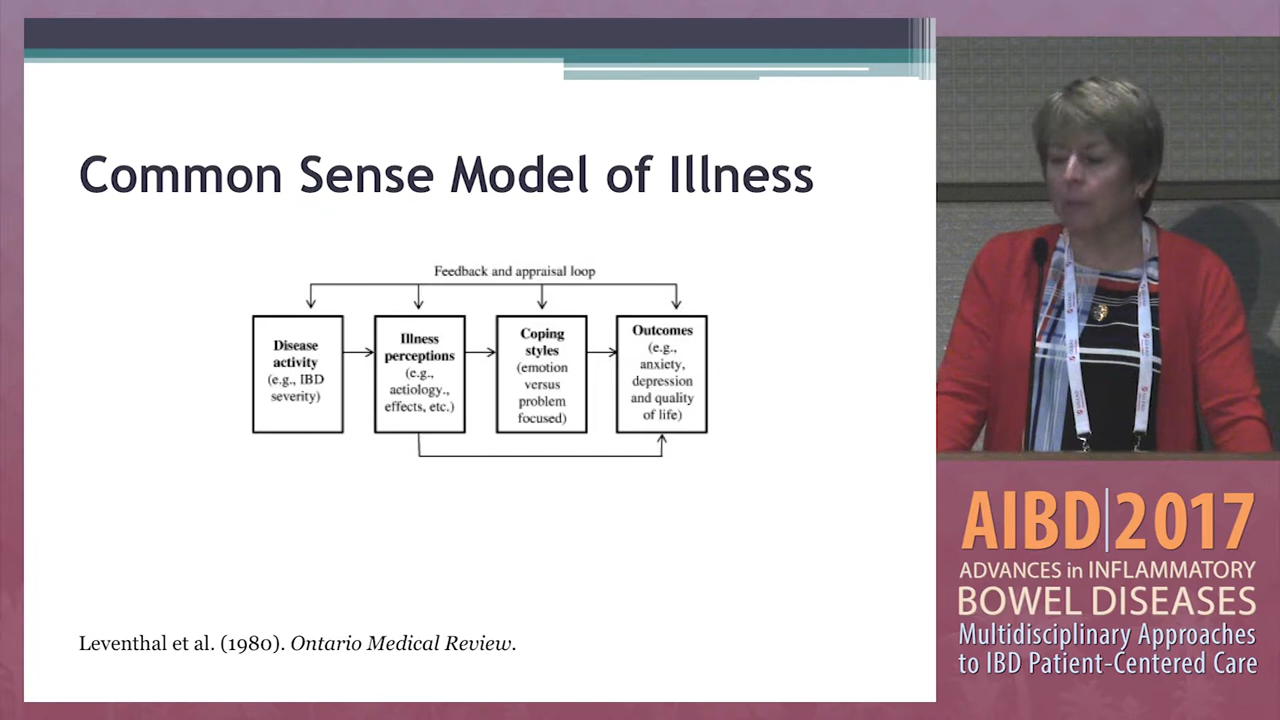 Common Sense Model of Illness
Feedback and appraisal loop
Disease
activity
(e.g., IBD
severity)
Illness
perceptions
(e.g.,
aetiology.,
effects, etc.)
Coping
styles
(emotion
versus
problem
focused)
Outcomes
(e.g.,
anxiety,
depression
and quality
of life)
Leventhal et al. (1980). Ontario Medical Review.
AIBD|2017
ADVANCES in INFLAMMATORY
BOWEL DISEASES
Multidisciplinary Approaches
to IBD Patient-Centered Care